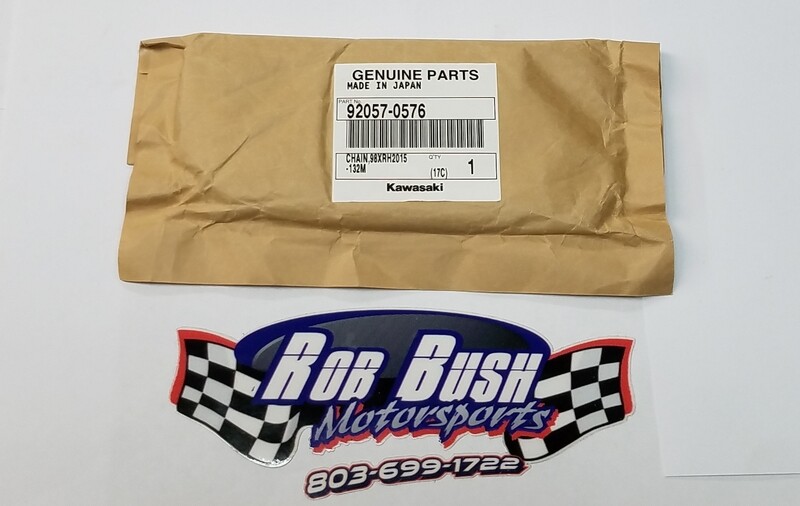 GENUINE PARTS
MADE IN JAPAN
PART No.
92057-0576
CHAIN,98XRH2015 Q'TY
-132M (17C) 1
Kawasaki
ROB BUSH
Motorsports
803-699-1722